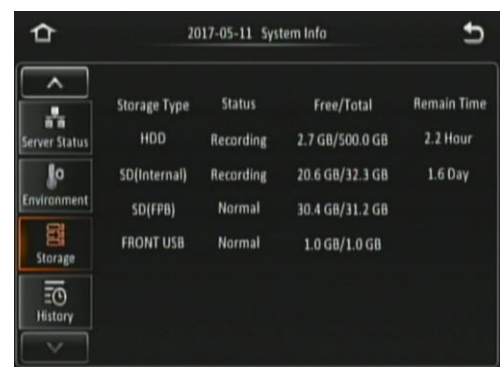 2017-05-11 System Info
Storage Type Status Free/Total Remain Time
HDD Recording 2.7 GB/500.0 GB 2.2 Hour
SD(Internal) Recording 20.6 GB/32.3 GB 1.6 Day
SD(FPB) Normal 30.4 GB/31.2 GB
FRONT USB Normal 1.0 GB/1.0 GB
Server Status
Environment
Storage
History